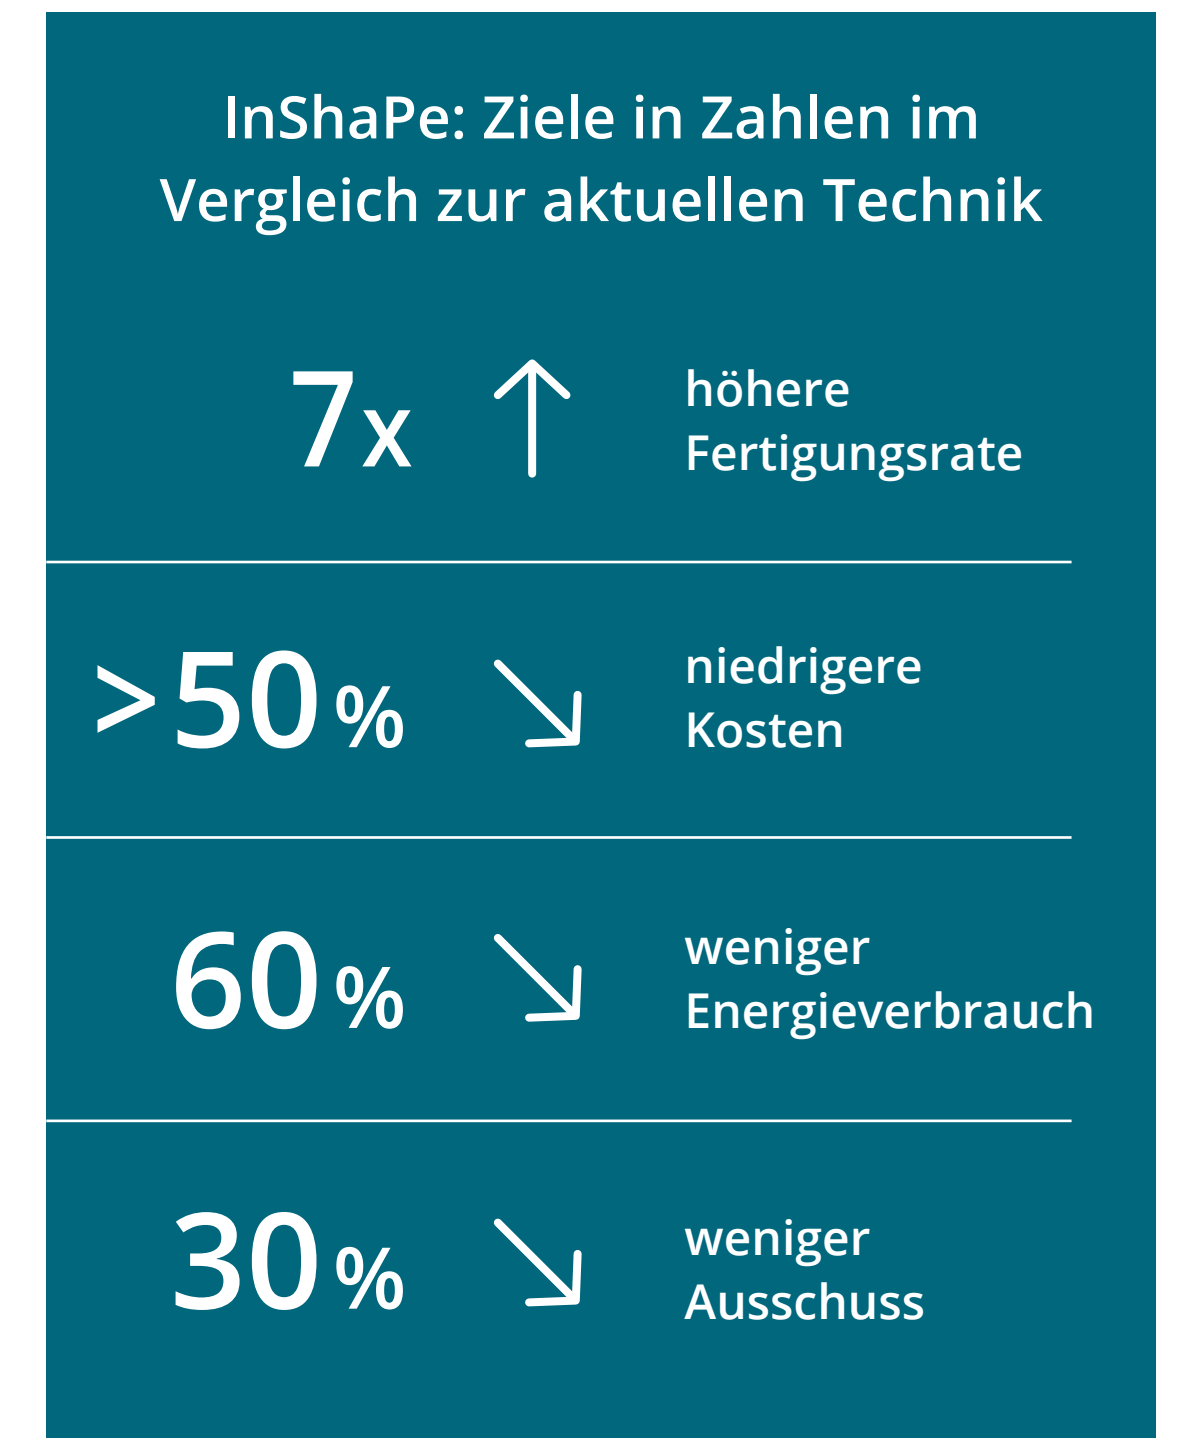 InShaPe: Ziele in Zahlen im
Vergleich zur aktuellen Technik
7x
höhere
Fertigungsrate
>50 %
niedrigere
Kosten
60 %
weniger
Energieverbrauch
30 %
weniger
Ausschuss